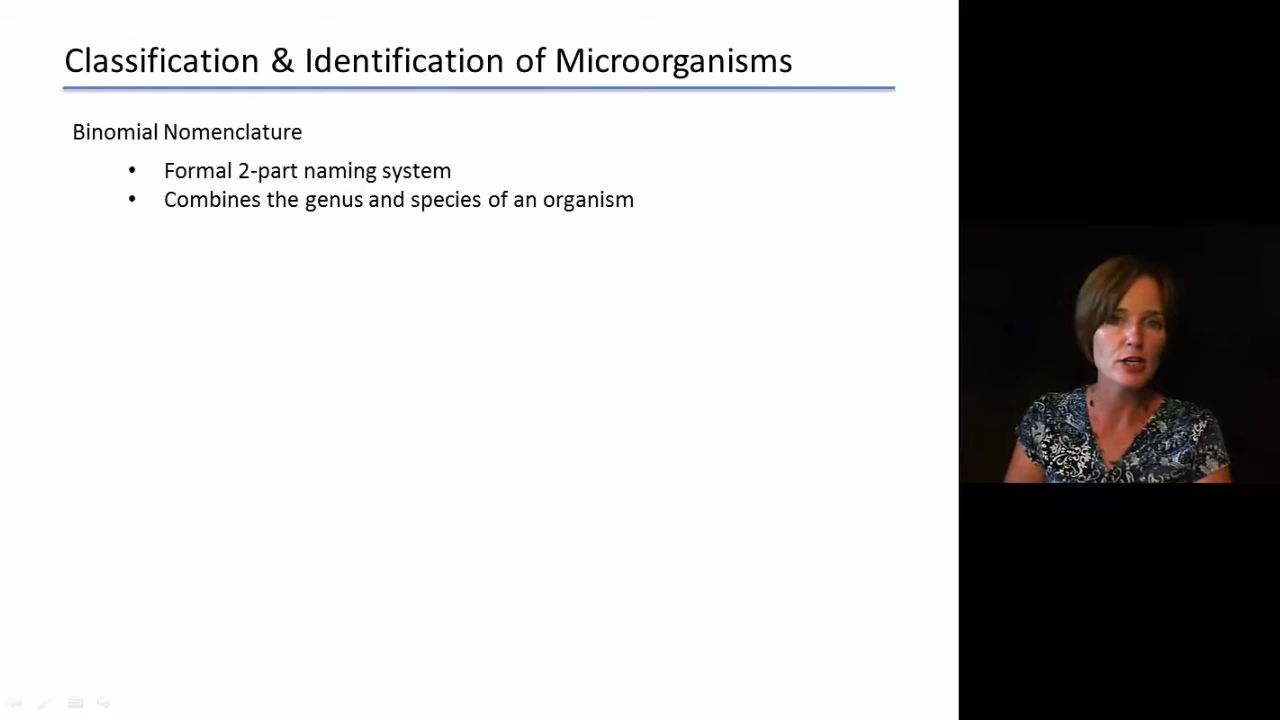 Classification & Identification of Microorganisms
Binomial Nomenclature
• Formal 2-part naming system
• Combines the genus and species of an organism